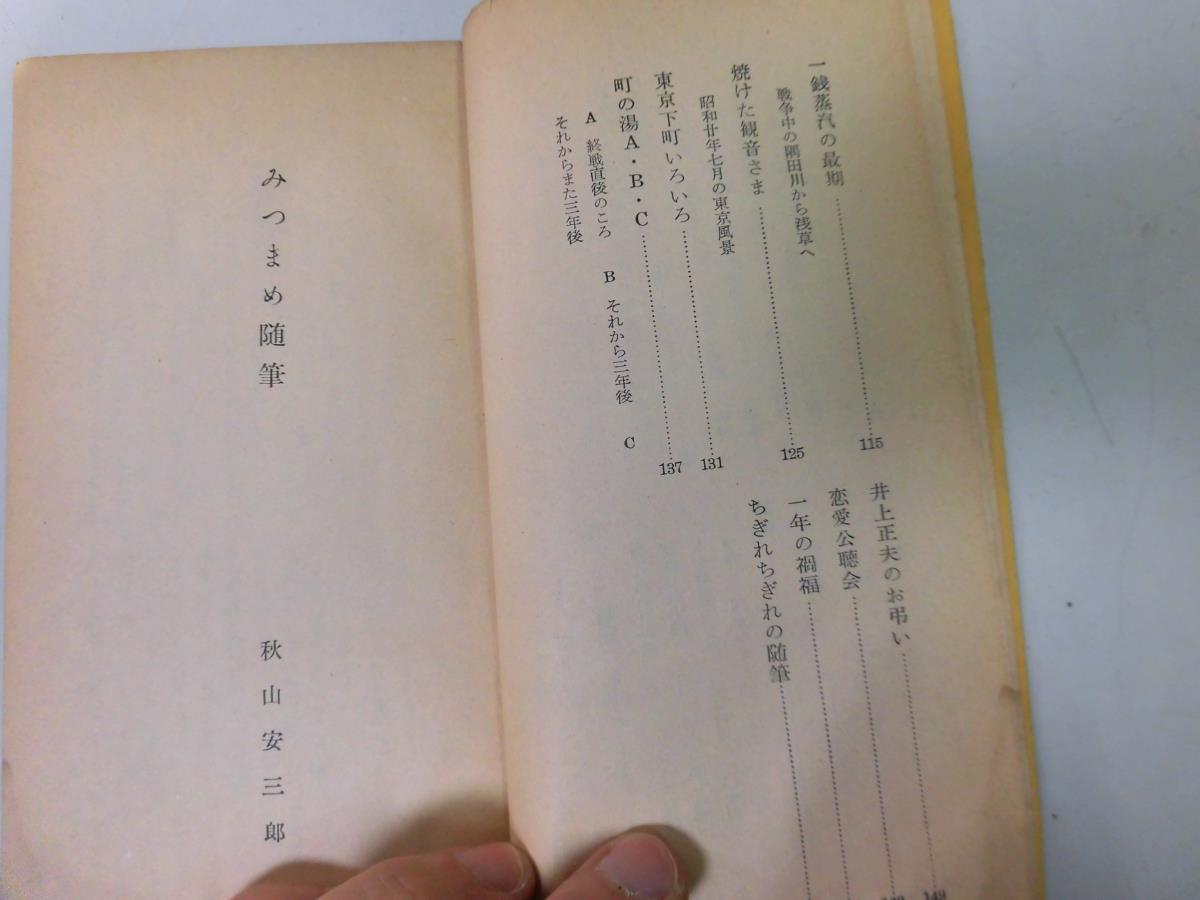 一銭蒸汽の最期…………115
戦争中の隅田川から浅草へ
焼けた観音さま…………125
昭和廿年七月の東京風景
東京下町いろいろ…………131
町の湯A・B・C…………137
A 終戦直後のころ B それから三年後 C
それからまた三年後
井上正夫のお弔い…………149
恋愛公聴会…………
一年の禍福…………
ちぎれちぎれの随筆…………
みつまめ随筆
秋山安三郎